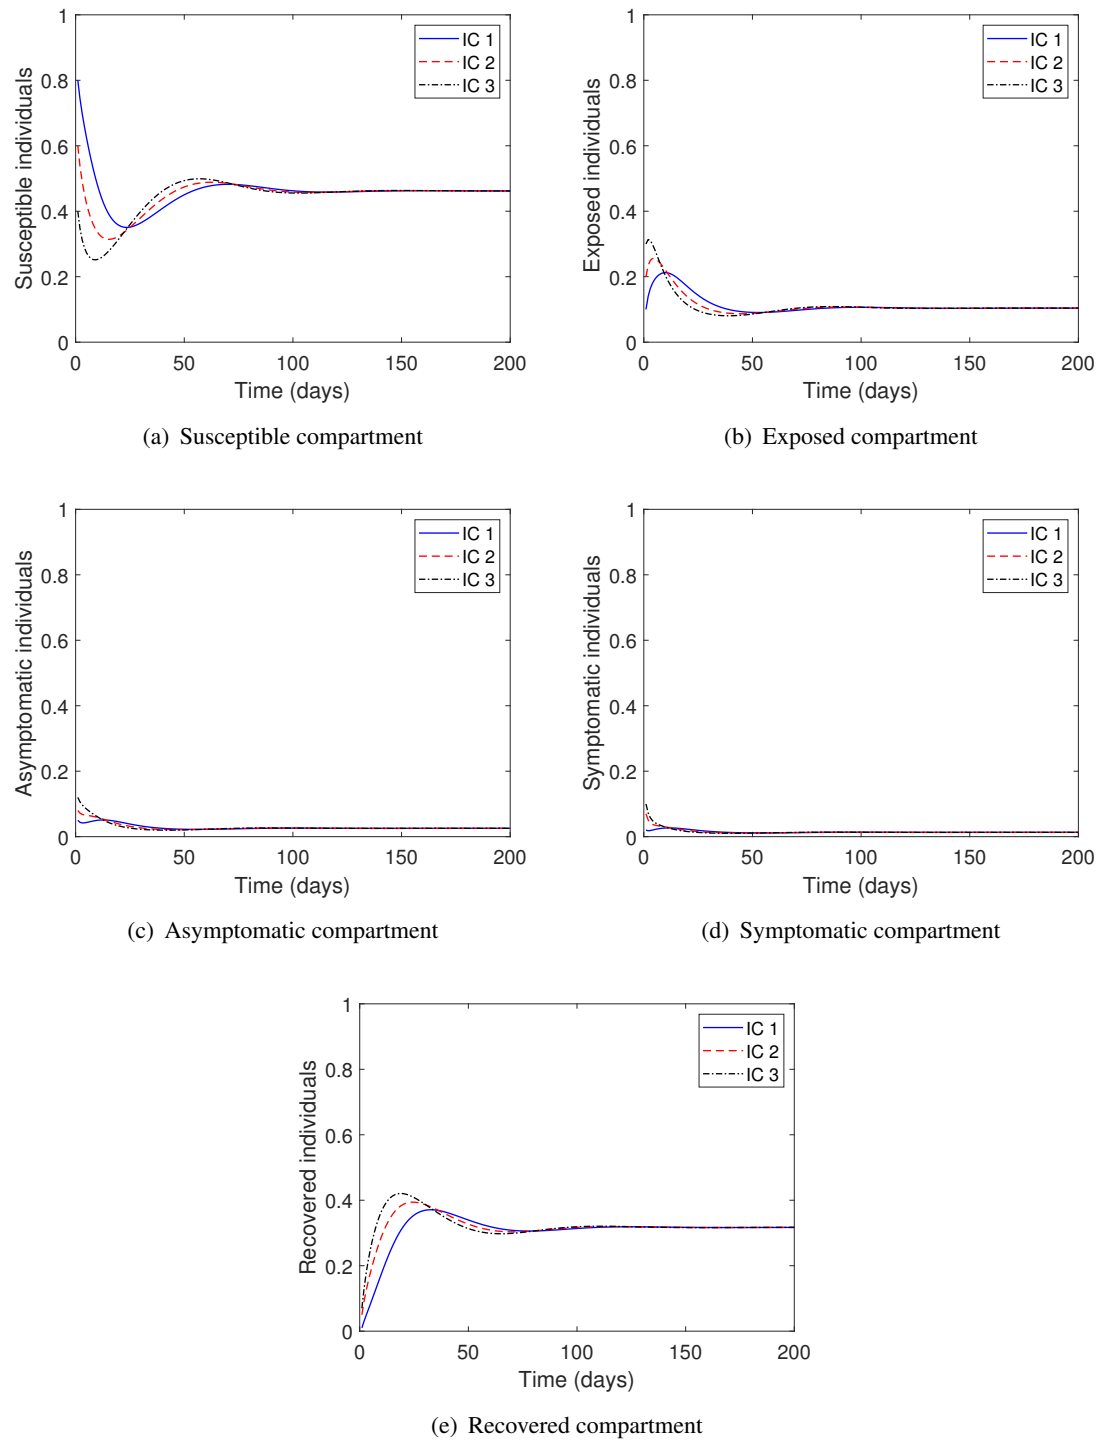 1
0.8
0.6
0.4
0.2
0
0 50 100 150 200
Susceptible individuals
Time (days)
IC 1
IC 2
IC 3
(a) Susceptible compartment
1
0.8
0.6
0.4
0.2
0
0 50 100 150 200
Exposed individuals
Time (days)
IC 1
IC 2
IC 3
(b) Exposed compartment
1
0.8
0.6
0.4
0.2
0
0 50 100 150 200
Asymptomatic individuals
Time (days)
IC 1
IC 2
IC 3
(c) Asymptomatic compartment
1
0.8
0.6
0.4
0.2
0
0 50 100 150 200
Symptomatic individuals
Time (days)
IC 1
IC 2
IC 3
(d) Symptomatic compartment
1
0.8
0.6
0.4
0.2
0
0 50 100 150 200
Recovered individuals
Time (days)
IC 1
IC 2
IC 3
(e) Recovered compartment